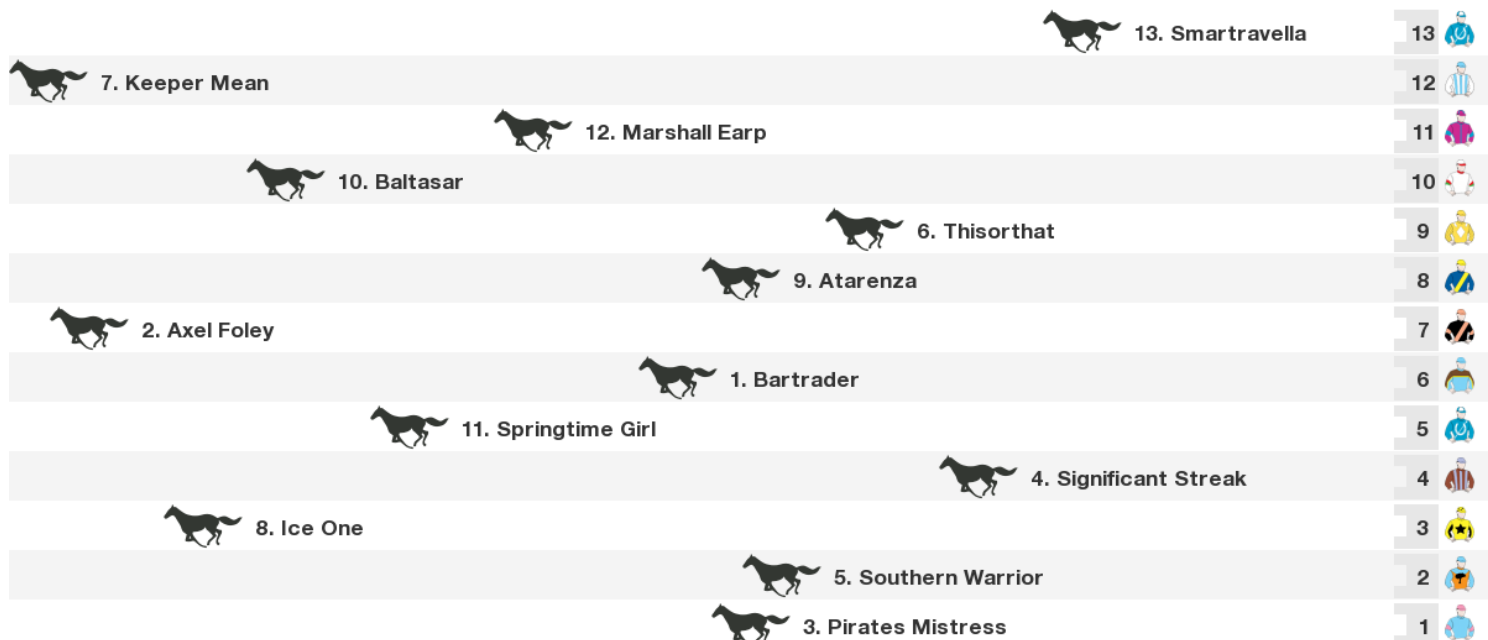 13. Smartravella 13
7. Keeper Mean 12
12. Marshall Earp 11
10. Baltasar 10
6. Thisorthat 9
9. Atarenza 8
2. Axel Foley 7
1. Bartrader 6
11. Springtime Girl 5
4. Significant Streak 4
8. Ice One 3
5. Southern Warrior 2
3. Pirates Mistress 1